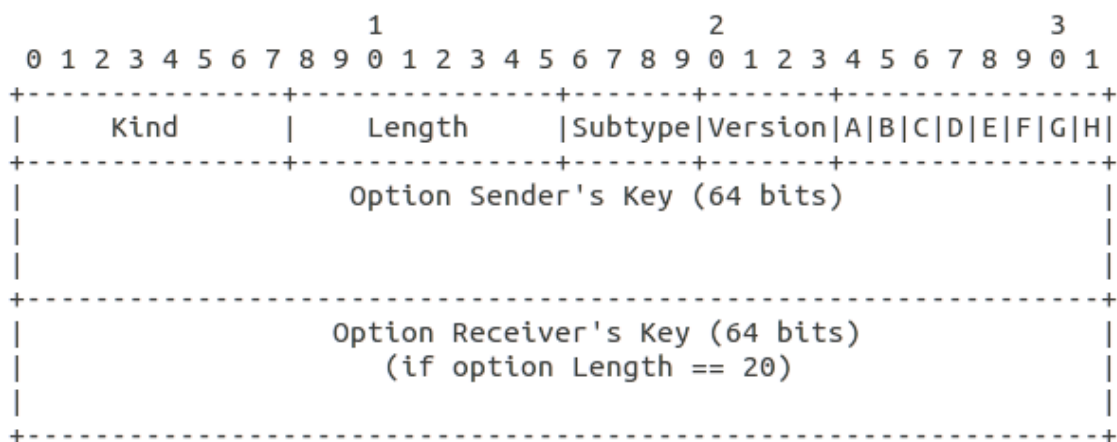 1                   2                   3
 0 1 2 3 4 5 6 7 8 9 0 1 2 3 4 5 6 7 8 9 0 1 2 3 4 5 6 7 8 9 0 1
+---------------+---------------+-------+-------+---------------+
|     Kind      |    Length     |Subtype|Version|A|B|C|D|E|F|G|H|
+---------------+---------------+-------+-------+---------------+
|                   Option Sender's Key (64 bits)               |
|                                                               |
|                                                               |
+---------------------------------------------------------------+
|                  Option Receiver's Key (64 bits)              |
|                     (if option Length == 20)                  |
|                                                               |
+---------------------------------------------------------------+